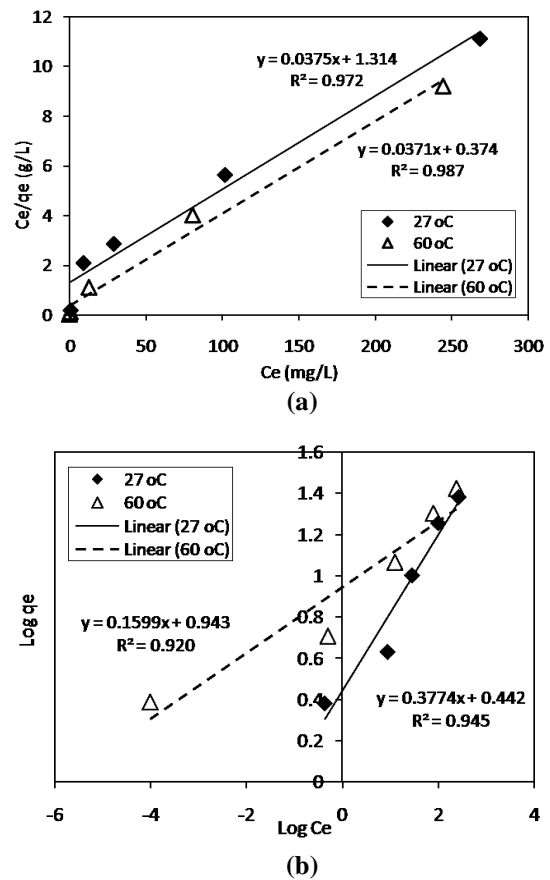 12
10
8
6
4
2
0
Ce/qe (g/L)
y = 0.0375x + 1.314
R² = 0.972
y = 0.0371x + 0.374
R² = 0.987
27 oC
60 oC
Linear (27 oC)
Linear (60 oC)
0 50 100 150 200 250 300
Ce (mg/L)
(a)
1.6
1.4
1.2
1
0.8
0.6
0.4
0.2
0
Log qe
27 oC
60 oC
Linear (27 oC)
Linear (60 oC)
y = 0.1599x + 0.943
R² = 0.920
y = 0.3774x + 0.442
R² = 0.945
-6 -4 -2 0 2 4
Log Ce
(b)